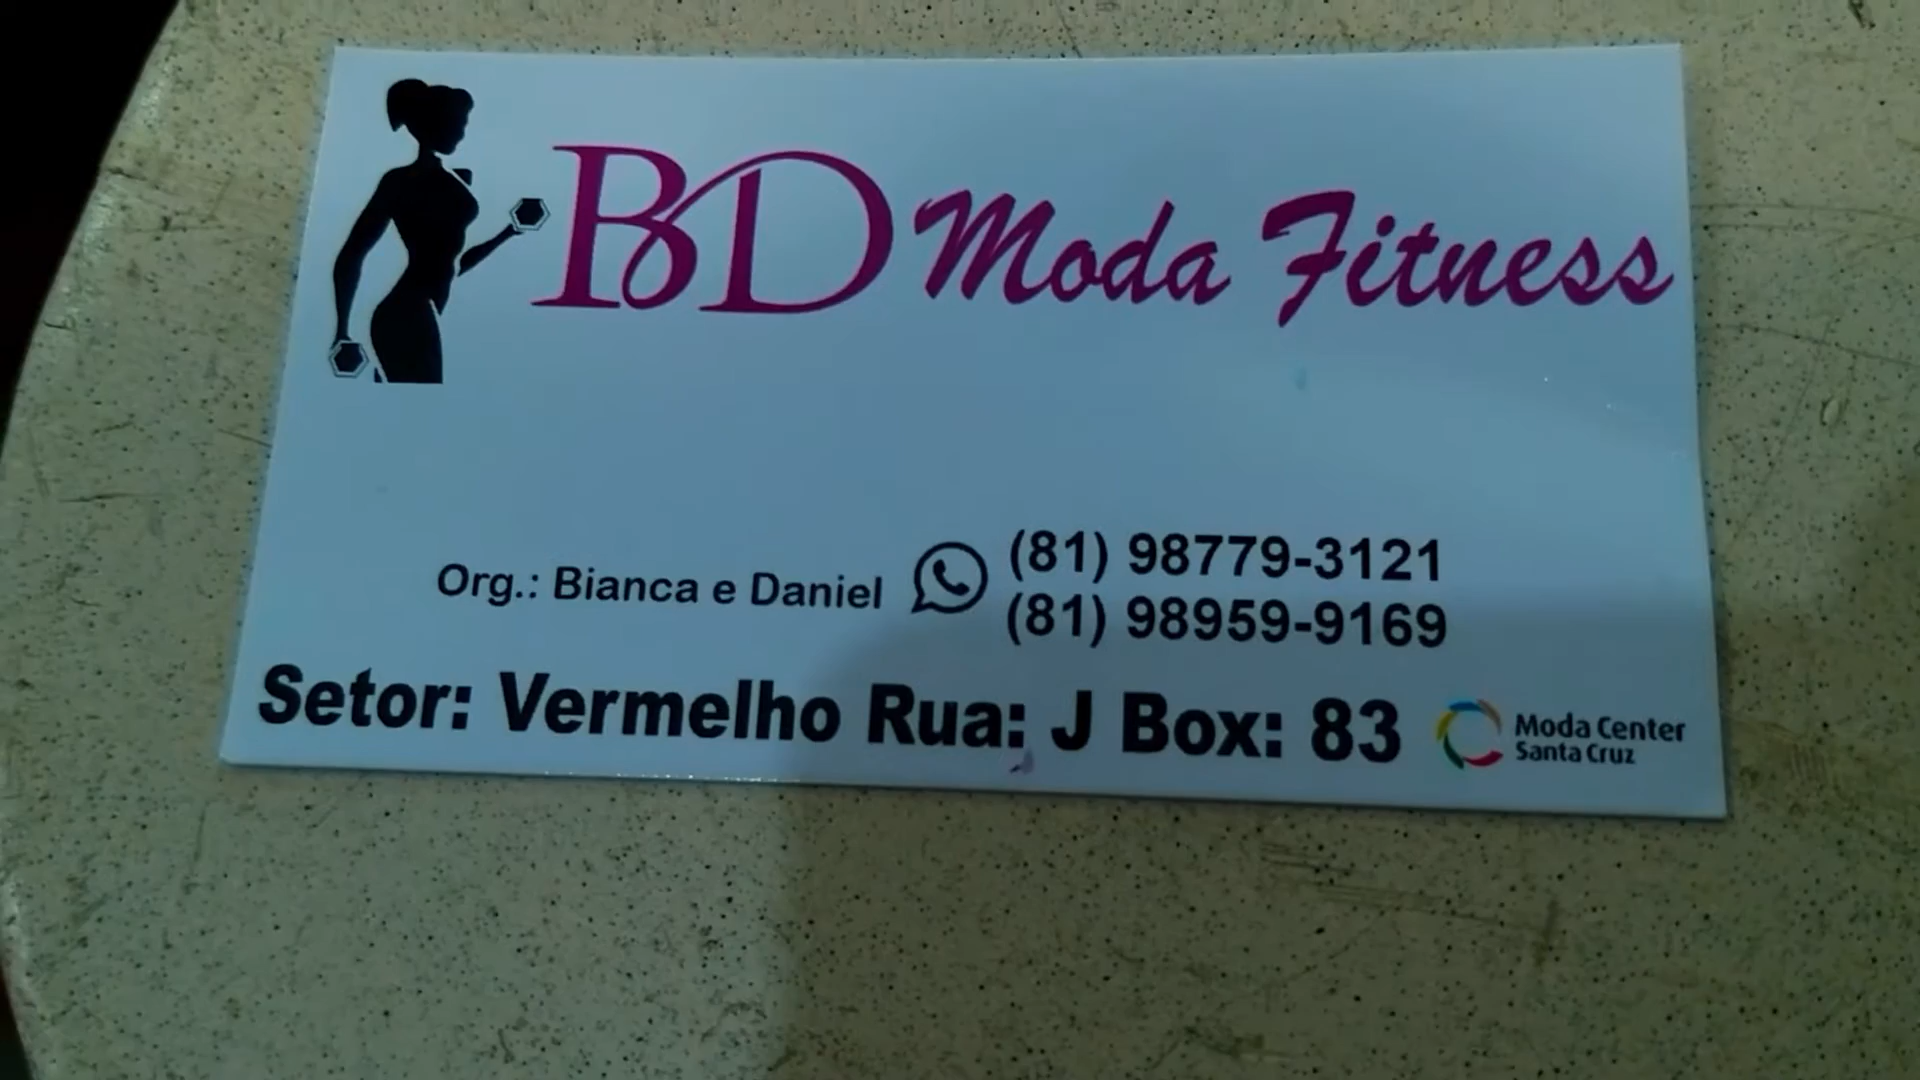 BD Moda Fitness
Org.: Bianca e Daniel
(81) 98779-3121
(81) 98959-9169
Setor: Vermelho Rua: J Box: 83
Moda Center
Santa Cruz